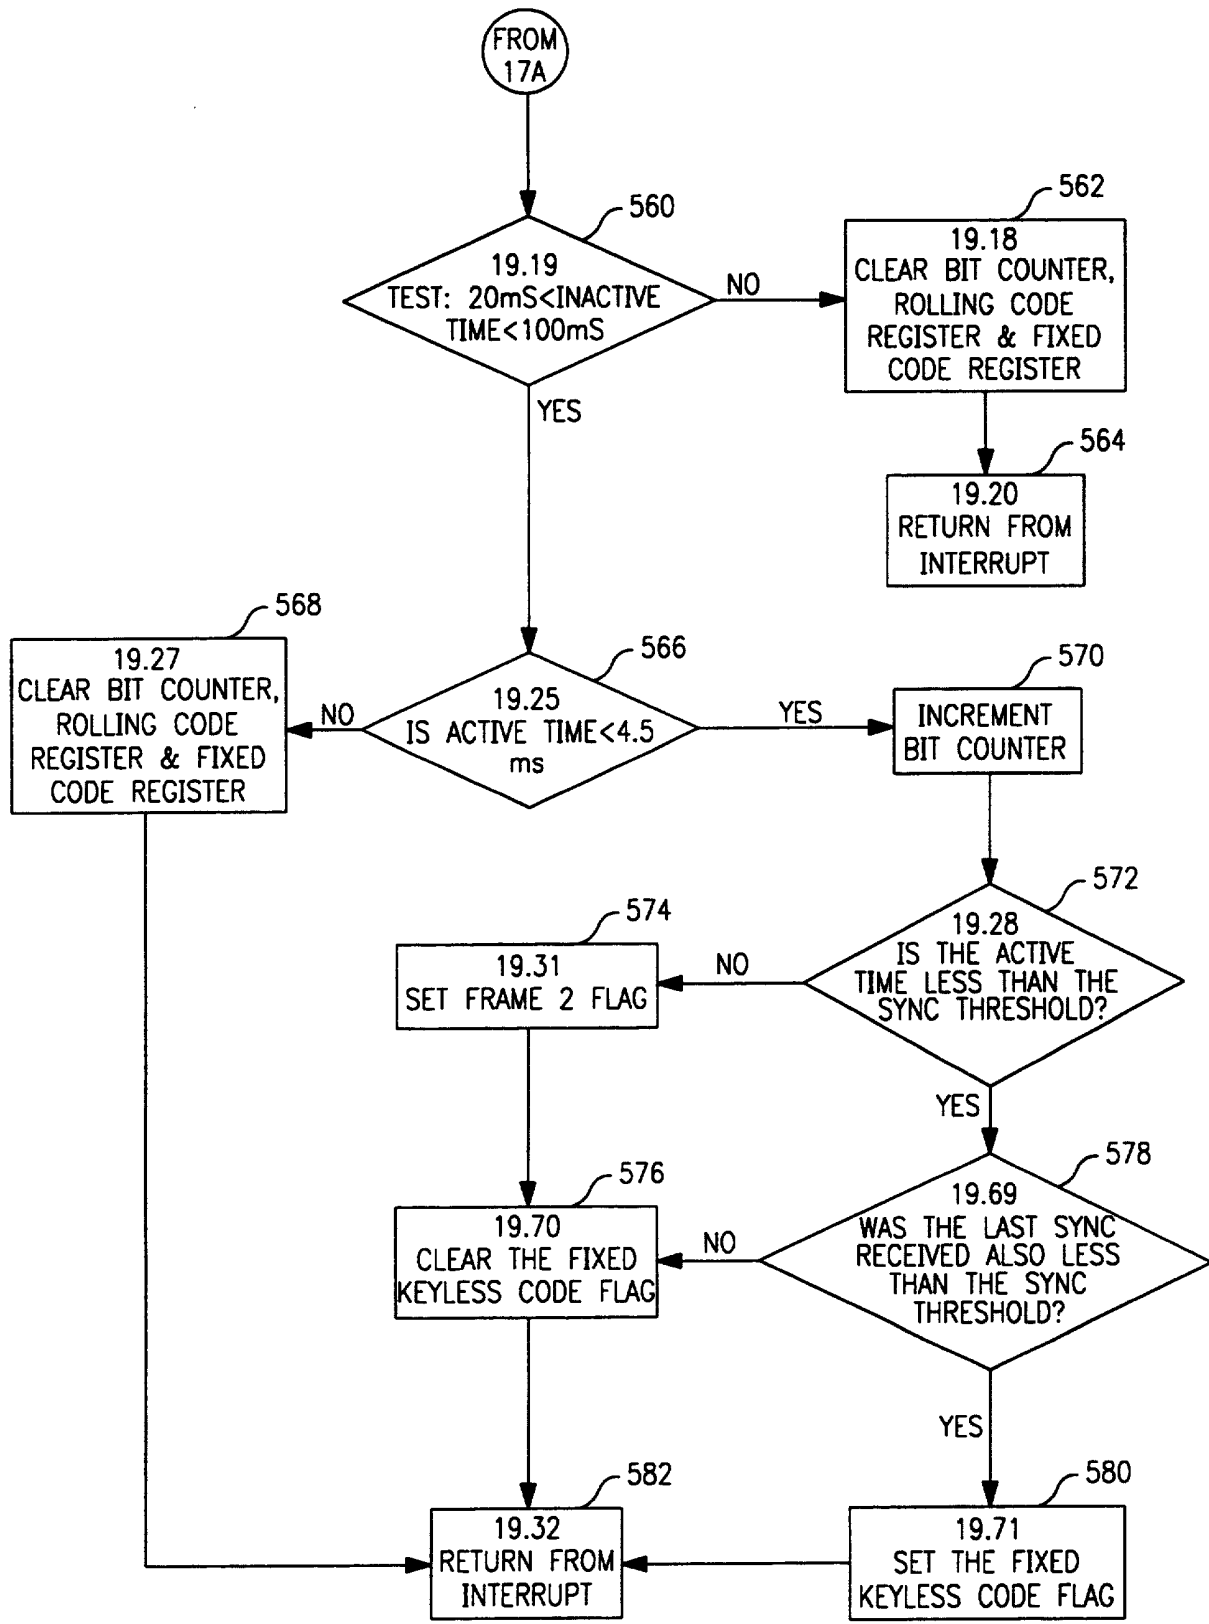 FROM
17A
560
19.19
TEST: 20mS<INACTIVE
TIME<100mS
NO
YES
562
19.18
CLEAR BIT COUNTER,
ROLLING CODE
REGISTER & FIXED
CODE REGISTER
564
19.20
RETURN FROM
INTERRUPT
568
19.27
CLEAR BIT COUNTER,
ROLLING CODE
REGISTER & FIXED
CODE REGISTER
NO
566
19.25
IS ACTIVE TIME<4.5
ms
YES
570
INCREMENT
BIT COUNTER
572
19.28
IS THE ACTIVE
TIME LESS THAN THE
SYNC THRESHOLD?
NO
YES
574
19.31
SET FRAME 2 FLAG
576
19.70
CLEAR THE FIXED
KEYLESS CODE FLAG
578
19.69
WAS THE LAST SYNC
RECEIVED ALSO LESS
THAN THE SYNC
THRESHOLD?
NO
YES
582
19.32
RETURN FROM
INTERRUPT
580
19.71
SET THE FIXED
KEYLESS CODE FLAG